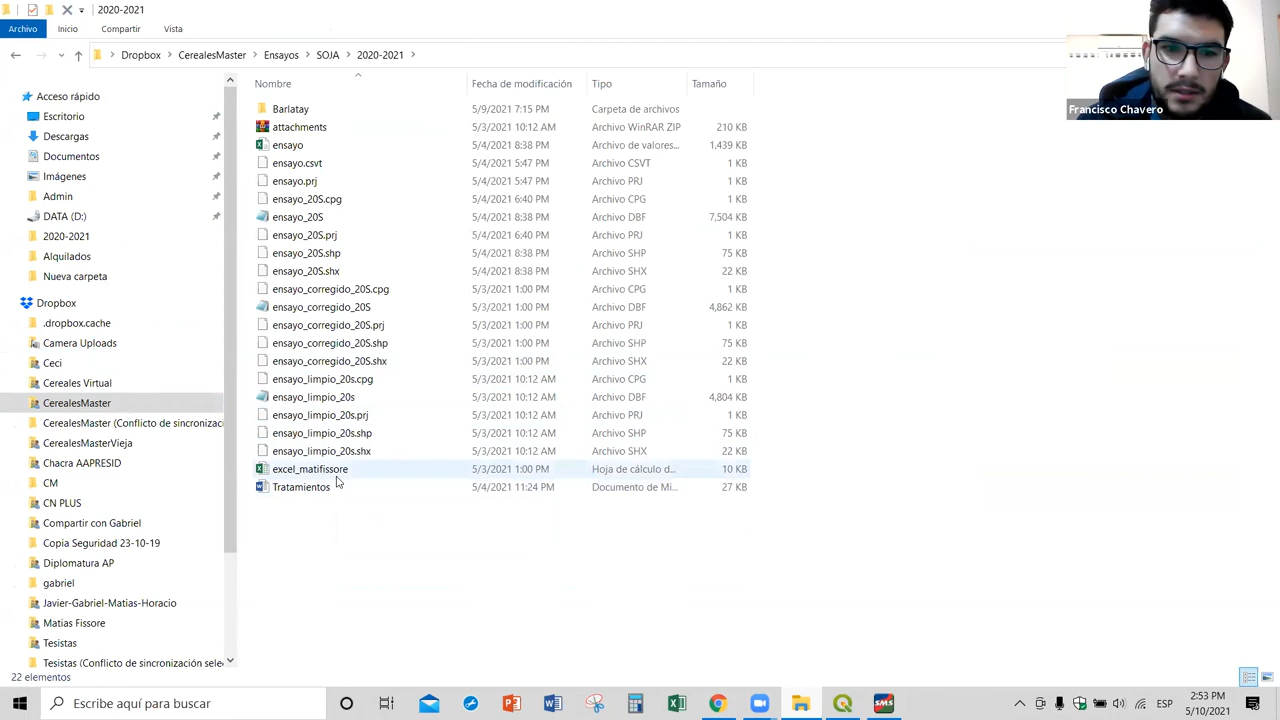 2020-2021
Archivo Inicio Compartir Vista
Dropbox CerealesMaster Ensayos SOJA 2020-2021
Francisco Chavero
Nombre Fecha de modificación Tipo Tamaño
Barlatay 5/9/2021 7:15 PM Carpeta de archivos
attachments 5/3/2021 10:12 AM Archivo WinRAR ZIP 210 KB
ensayo 5/4/2021 8:38 PM Archivo de valores... 1,439 KB
ensayo.csvt 5/4/2021 5:47 PM Archivo CSVT 1 KB
ensayo.prj 5/4/2021 5:47 PM Archivo PRJ 1 KB
ensayo_20S.cpg 5/4/2021 6:40 PM Archivo CPG 1 KB
ensayo_20S 5/4/2021 8:38 PM Archivo DBF 7,504 KB
ensayo_20S.prj 5/4/2021 6:40 PM Archivo PRJ 1 KB
ensayo_20S.shp 5/4/2021 8:38 PM Archivo SHP 75 KB
ensayo_20S.shx 5/4/2021 8:38 PM Archivo SHX 22 KB
ensayo_corregido_20S.cpg 5/3/2021 1:00 PM Archivo CPG 1 KB
ensayo_corregido_20S 5/3/2021 1:00 PM Archivo DBF 4,862 KB
ensayo_corregido_20S.prj 5/3/2021 1:00 PM Archivo PRJ 1 KB
ensayo_corregido_20S.shp 5/3/2021 1:00 PM Archivo SHP 75 KB
ensayo_corregido_20S.shx 5/3/2021 1:00 PM Archivo SHX 22 KB
ensayo_limpio_20s.cpg 5/3/2021 10:12 AM Archivo CPG 1 KB
ensayo_limpio_20s 5/3/2021 10:12 AM Archivo DBF 4,804 KB
ensayo_limpio_20s.prj 5/3/2021 10:12 AM Archivo PRJ 1 KB
ensayo_limpio_20s.shp 5/3/2021 10:12 AM Archivo SHP 75 KB
ensayo_limpio_20s.shx 5/3/2021 10:12 AM Archivo SHX 22 KB
excel_matifissore 5/3/2021 1:00 PM Hoja de cálculo d... 10 KB
Tratamientos 5/4/2021 11:24 PM Documento de Mi... 27 KB
Acceso rápido
Escritorio
Descargas
Documentos
Imágenes
Admin
DATA (D:)
2020-2021
Alquilados
Nueva carpeta
Dropbox
.dropbox.cache
Camera Uploads
Ceci
Cereales Virtual
CerealesMaster
CerealesMaster (Conflicto de sincronizaci
CerealesMasterVieja
Chacra AAPRESID
CM
CN PLUS
Compartir con Gabriel
Copia Seguridad 23-10-19
Diplomatura AP
gabriel
Javier-Gabriel-Matias-Horacio
Matias Fissore
Tesistas
Tesistas (Conflicto de sincronización sele
22 elementos
Escribe aquí para buscar
SMS
ESP
2:53 PM
5/10/2021